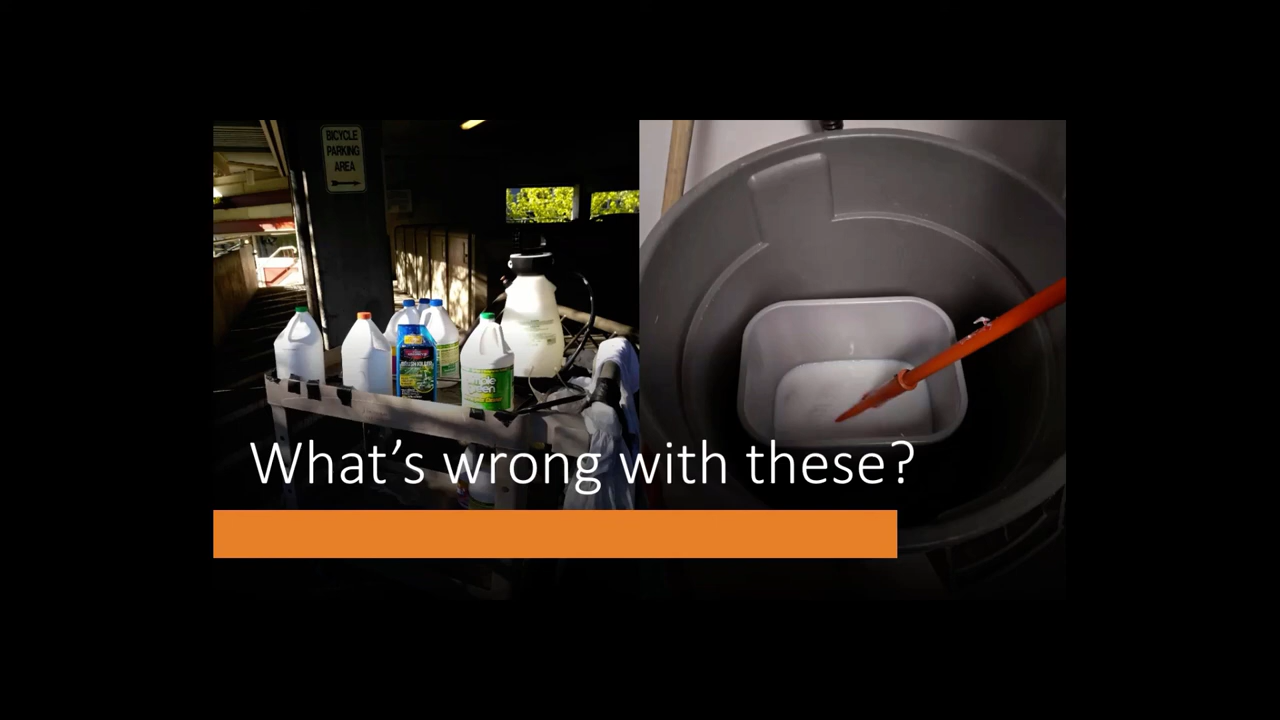 BICYCLE
PARKING
AREA
simple
green
What's wrong with these?